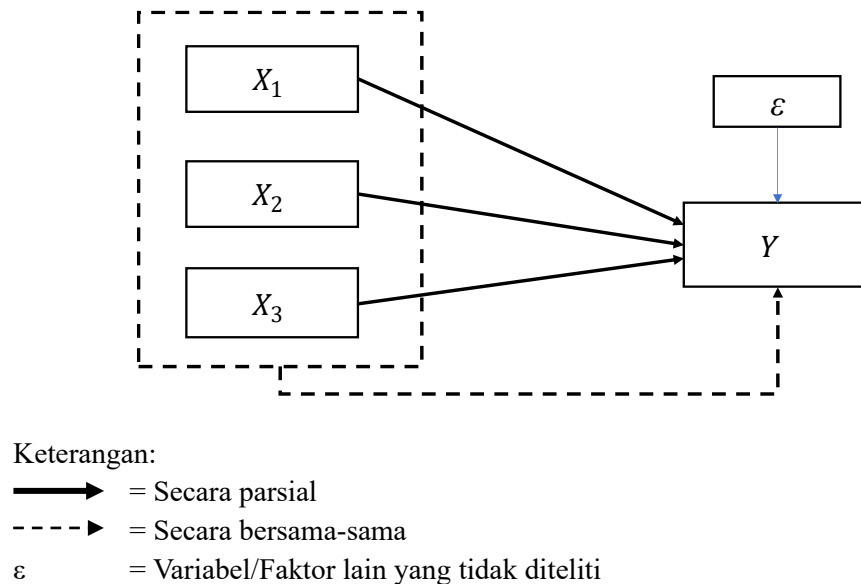 X₁
ε
X₂
Y
X₃
Keterangan:
= Secara parsial
= Secara bersama-sama
ε = Variabel/Faktor lain yang tidak diteliti